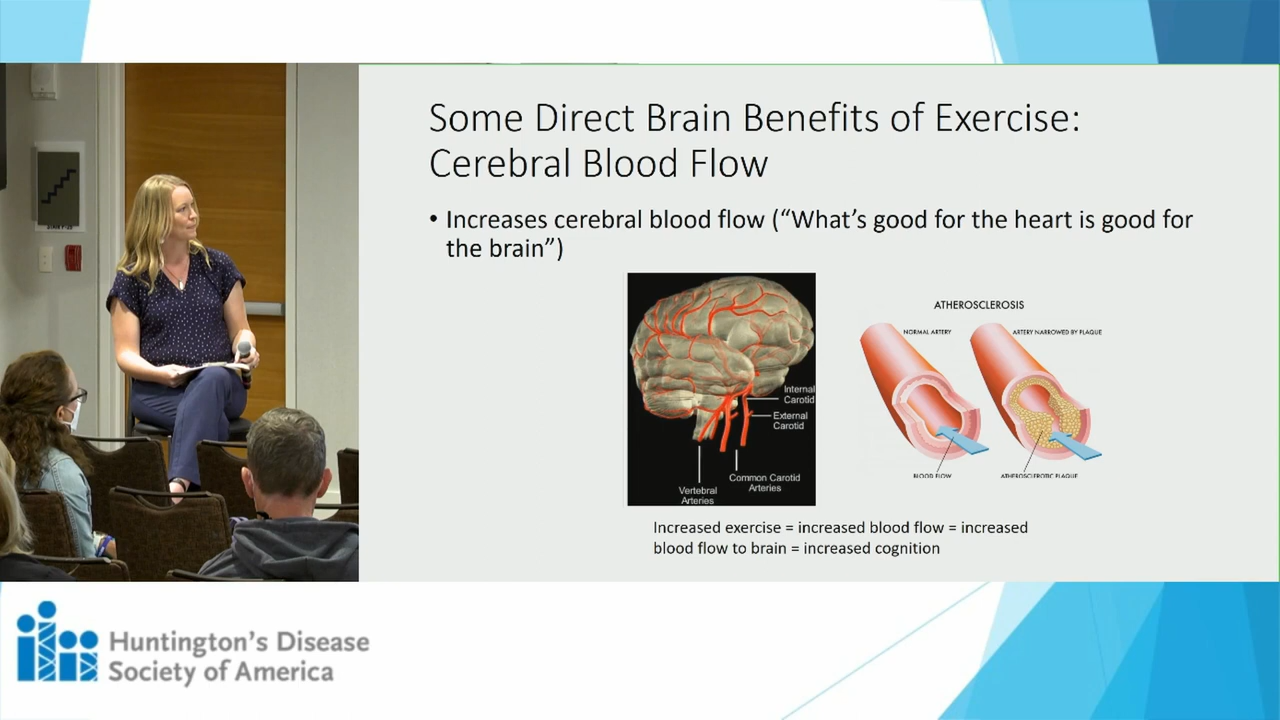 Some Direct Brain Benefits of Exercise:
Cerebral Blood Flow
• Increases cerebral blood flow (“What’s good for the heart is good for
the brain”)
Internal
Carotid
External
Carotid
Common Carotid
Arteries
Vertebral
Arteries
ATHEROSCLEROSIS
NORMAL ARTERY
ARTERY NARROWED BY PLAQUE
BLOOD FLOW
ATHEROSCLEROTIC PLAQUE
Increased exercise = increased blood flow = increased
blood flow to brain = increased cognition
Huntington’s Disease
Society of America